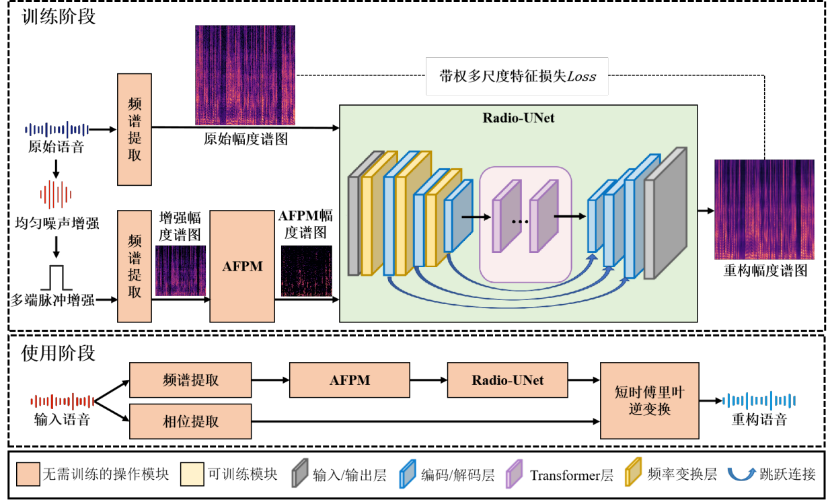 训练阶段
带权多尺度特征损失Loss
频
谱
提
取
原始幅度谱图
Radio-UNet
原始语音
均匀噪声增强
多端脉冲增强
频
谱
提
取
增强幅
度谱图
AFPM
AFPM幅
度谱图
...
重构幅度谱图
使用阶段
输入语音
频谱提取
AFPM
Radio-UNet
相位提取
短时傅里叶
逆变换
重构语音
无需训练的操作模块
可训练模块
输入/输出层
编码/解码层
Transformer层
频率变换层
跳跃连接